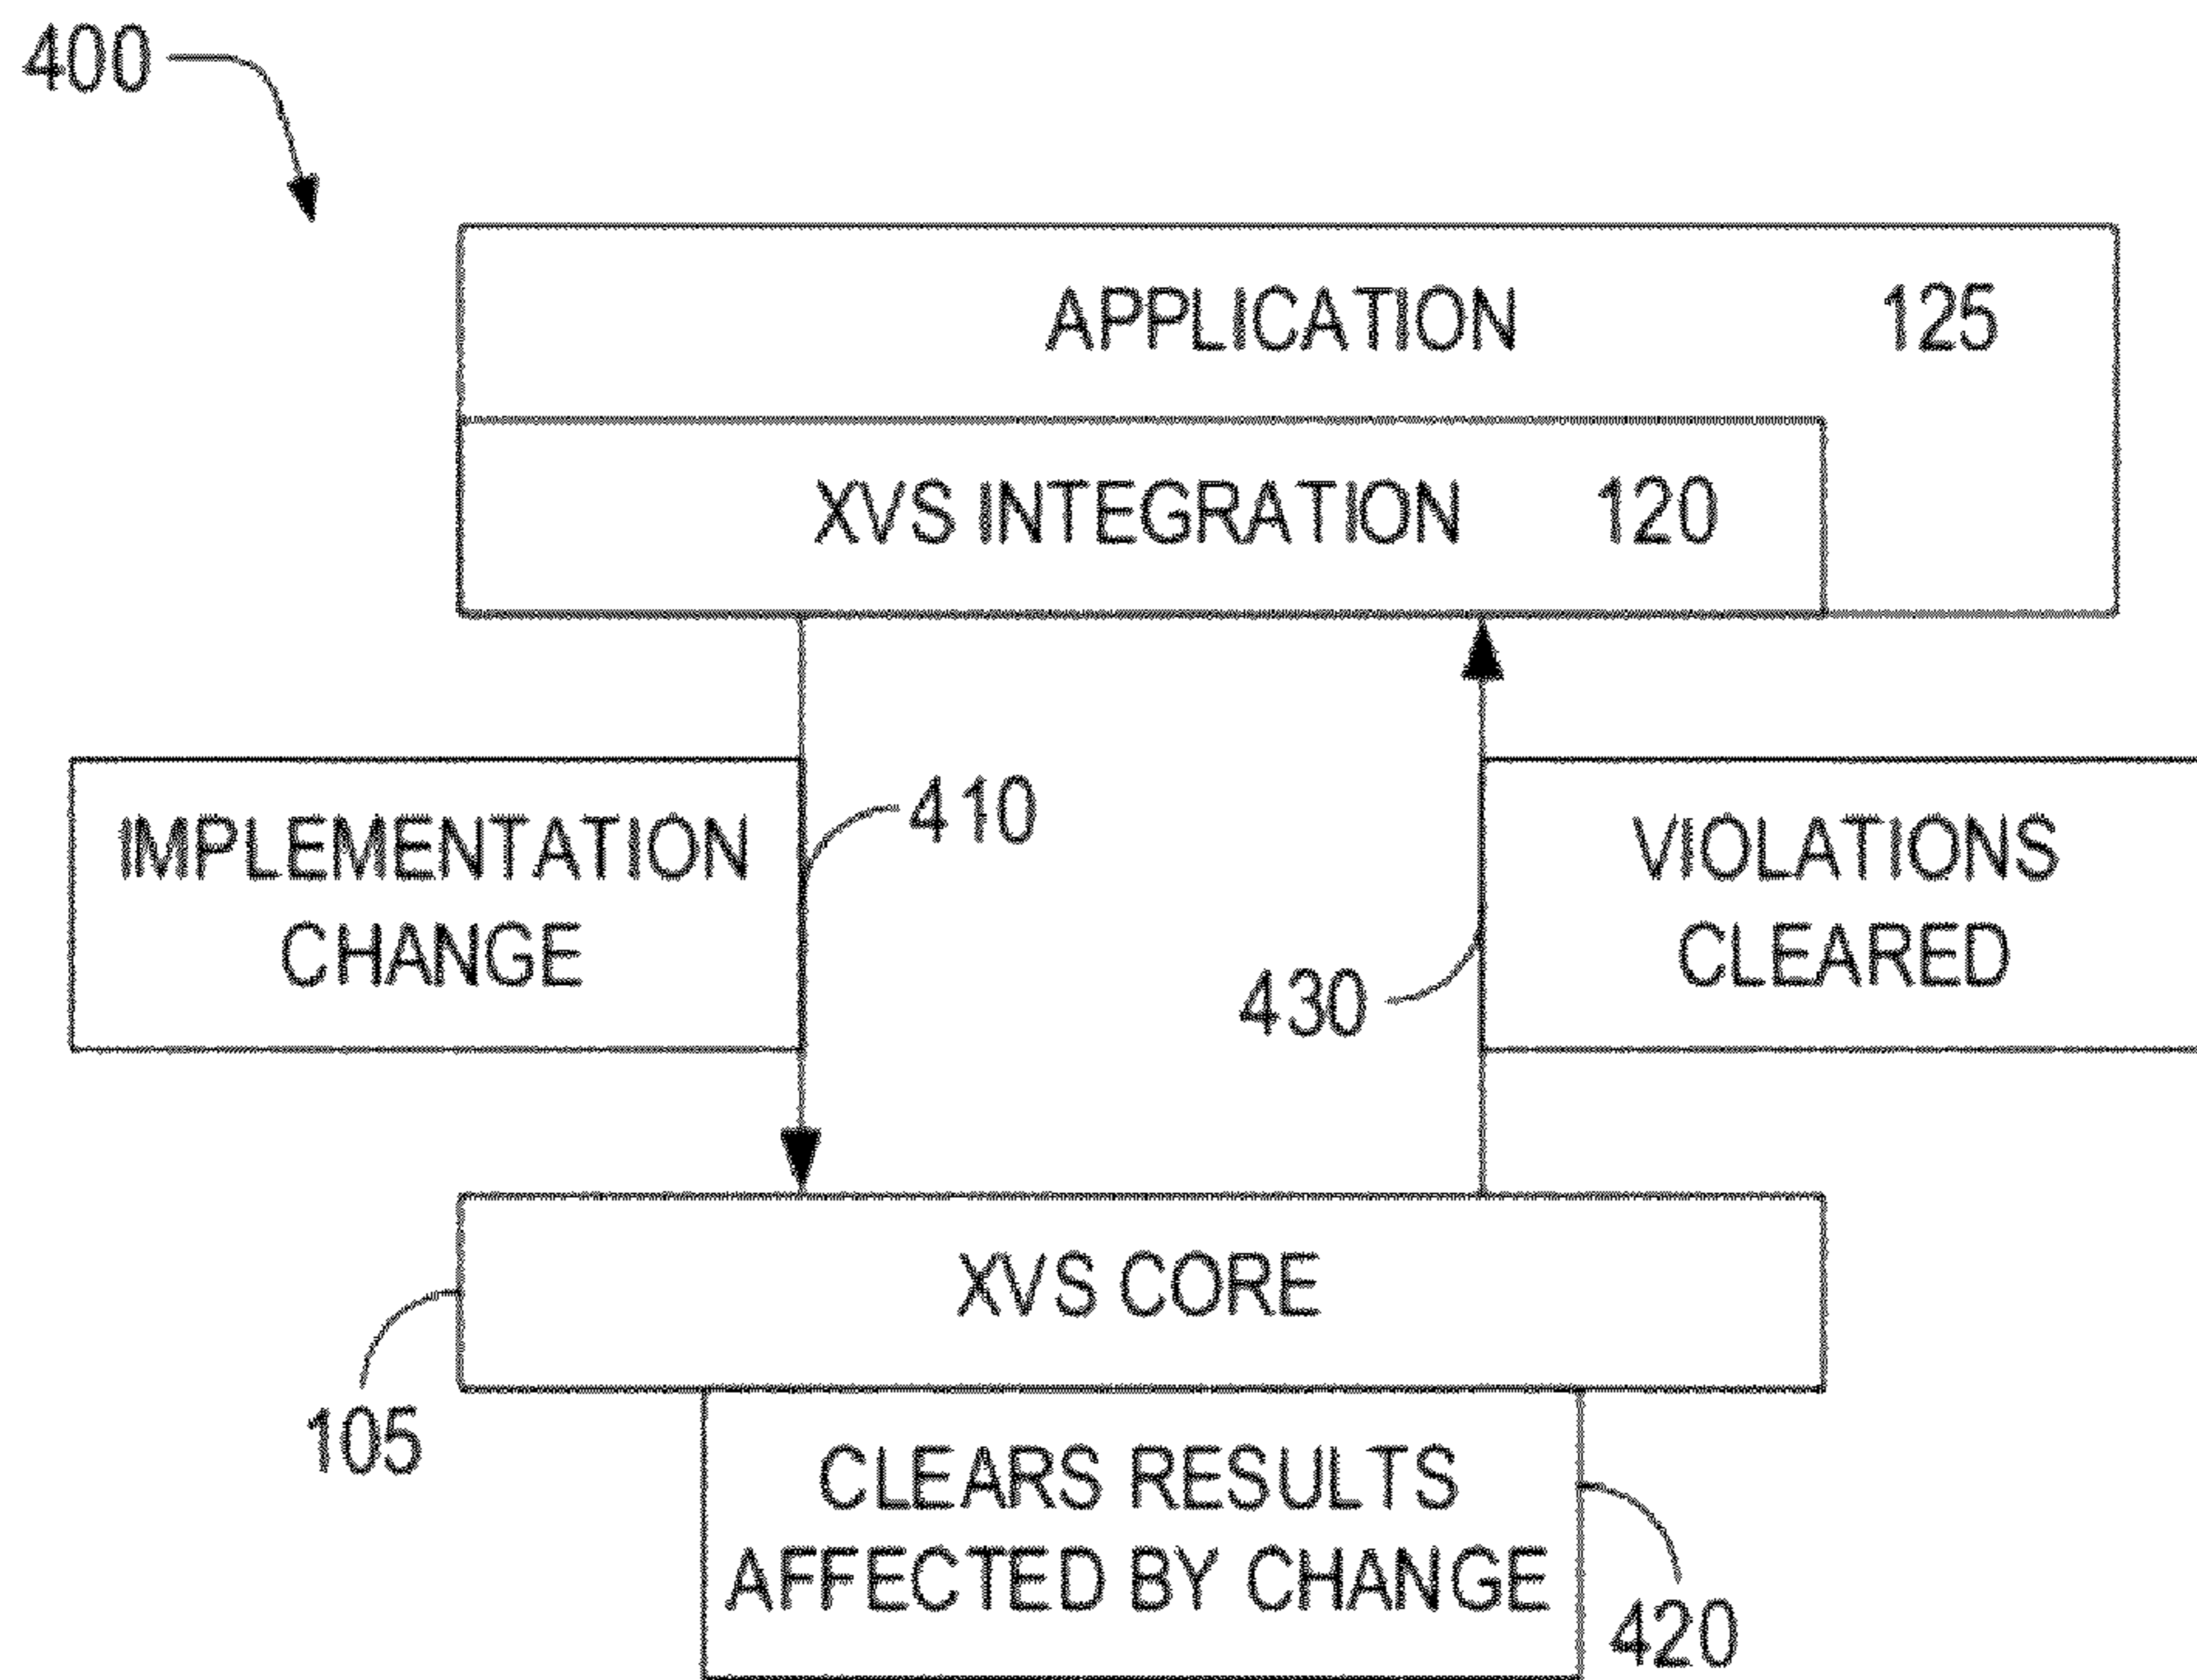 400
APPLICATION 125
XVS INTEGRATION 120
IMPLEMENTATION
CHANGE
410
430
VIOLATIONS
CLEARED
XVS CORE
105
CLEARS RESULTS
AFFECTED BY CHANGE
420